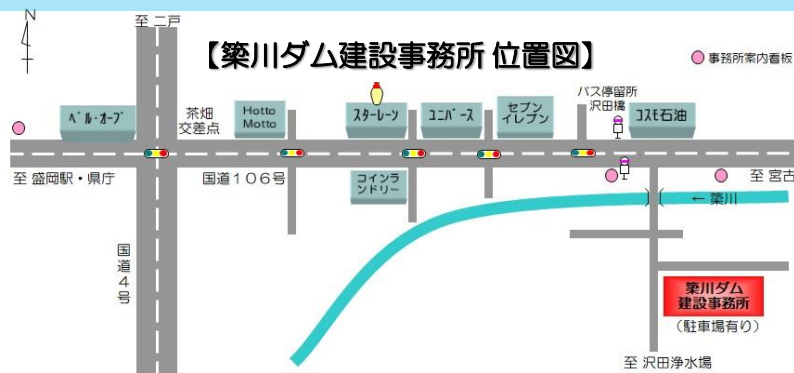 至 二戸
N
【簗川ダム建設事務所 位置図】
事務所案内看板
ベル・オーブ
茶畑
交差点
Hotto
Motto
スターレーン
ユニバース
セブン
イレブン
バス停留所
沢田橋
コスモ石油
至 盛岡駅・県庁
国道106号
コインラ
ンドリー
至 宮古
← 簗川
国道4号
簗川ダム
建設事務所
（駐車場有り）
至 沢田浄水場